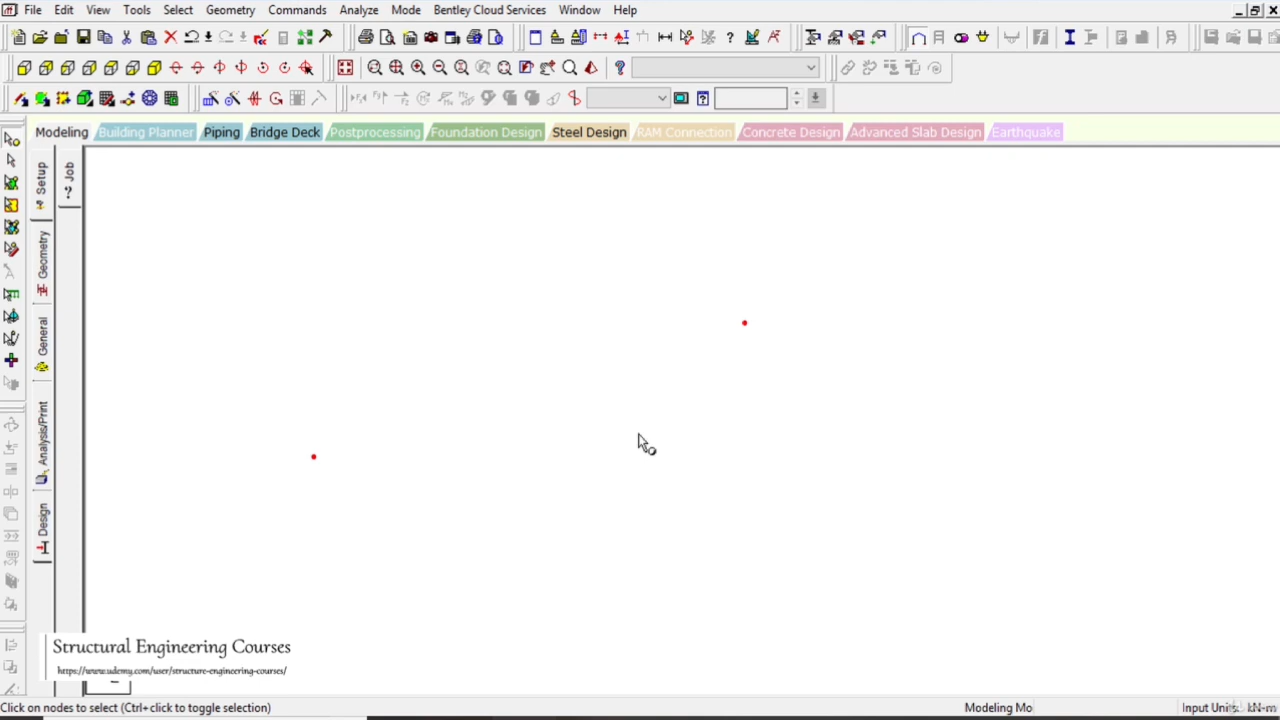 File Edit View Tools Select Geometry Commands Analyze Mode Bentley Cloud Services Window Help
Modeling Building Planner Piping Bridge Deck Postprocessing Foundation Design Steel Design RAM Connection Concrete Design Advanced Slab Design Earthquake
Setup
Job
Geometry
General
Analysis/Print
Design
Structural Engineering Courses
https://www.udemy.com/user/structure-engineering-courses/
Click on nodes to select (Ctrl+click to toggle selection) Modeling Mo Input Units: kN-m